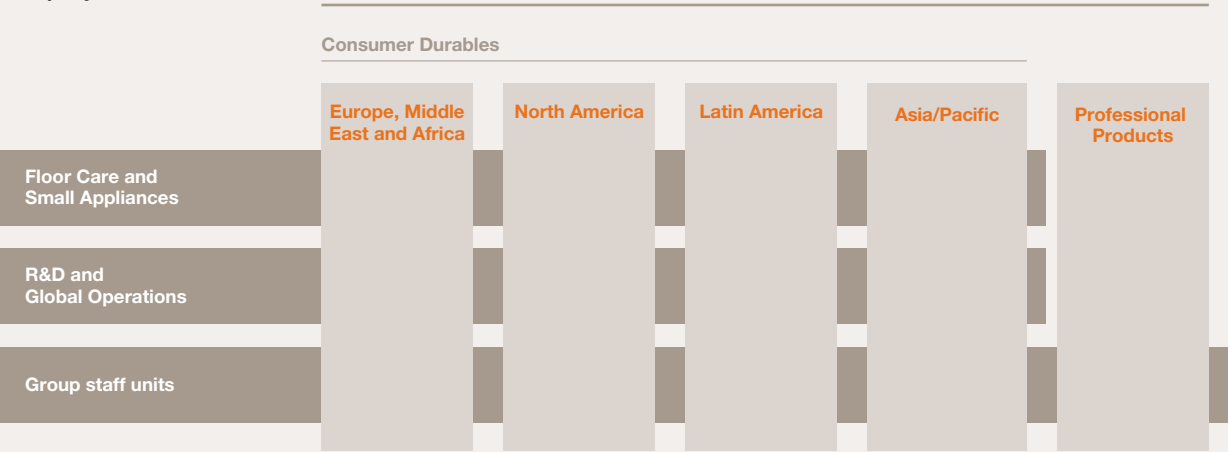 Consumer Durables
Europe, Middle
East and Africa
North America
Latin America
Asia/Pacific
Professional
Products
Floor Care and
Small Appliances
R&D and
Global Operations
Group staff units